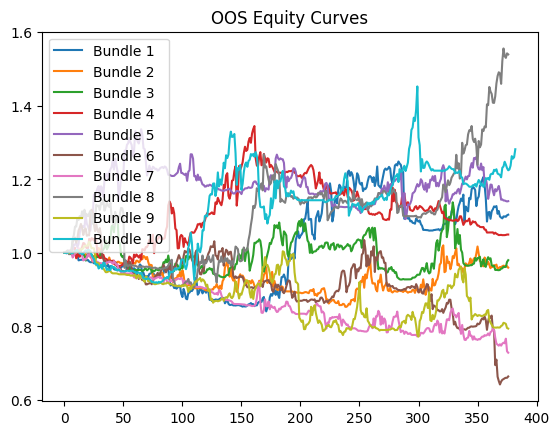 OOS Equity Curves
1.6
1.4
1.2
1.0
0.8
0.6
Bundle 1
Bundle 2
Bundle 3
Bundle 4
Bundle 5
Bundle 6
Bundle 7
Bundle 8
Bundle 9
Bundle 10
0 50 100 150 200 250 300 350 400